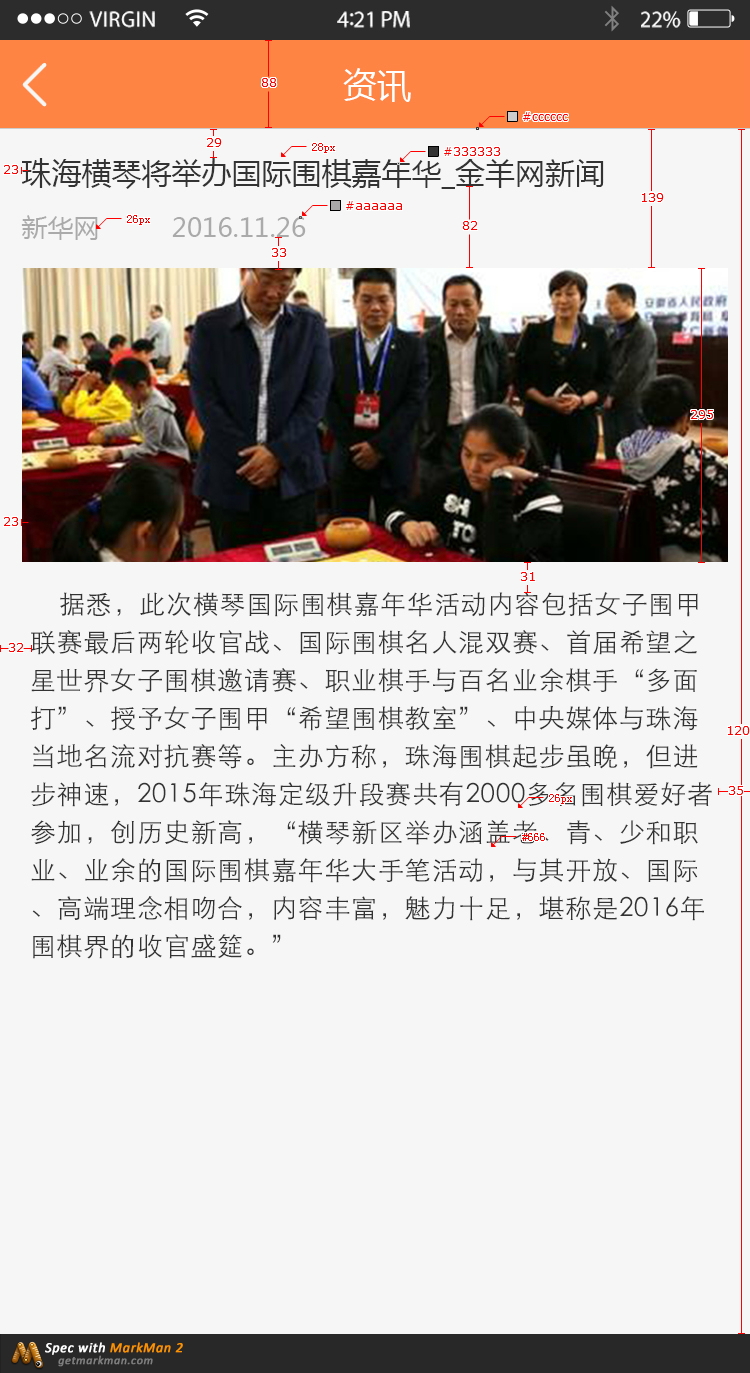 VIRGIN 4:21 PM 22%
资讯
88
#cccccc
29
28px
#333333
23
珠海横琴将举办国际围棋嘉年华_金羊网新闻
139
#aaaaaa
新华网 26px 2016.11.26
82
33
安徽省人民政府
295
SH
TO
23
31
据悉，此次横琴国际围棋嘉年华活动内容包括女子围甲
联赛最后两轮收官战、国际围棋名人混双赛、首届希望之
32
星世界女子围棋邀请赛、职业棋手与百名业余棋手“多面
打”、授予女子围甲“希望围棋教室”、中央媒体与珠海
120
当地名流对抗赛等。主办方称，珠海围棋起步虽晚，但进
步神速，2015年珠海定级升段赛共有2000多名围棋爱好者
26px
35
参加，创历史新高，“横琴新区举办涵盖老、青、少和职
#666
业、业余的国际围棋嘉年华大手笔活动，与其开放、国际
、高端理念相吻合，内容丰富，魅力十足，堪称是2016年
围棋界的收官盛筵。”
Spec with MarkMan 2
getmarkman.com